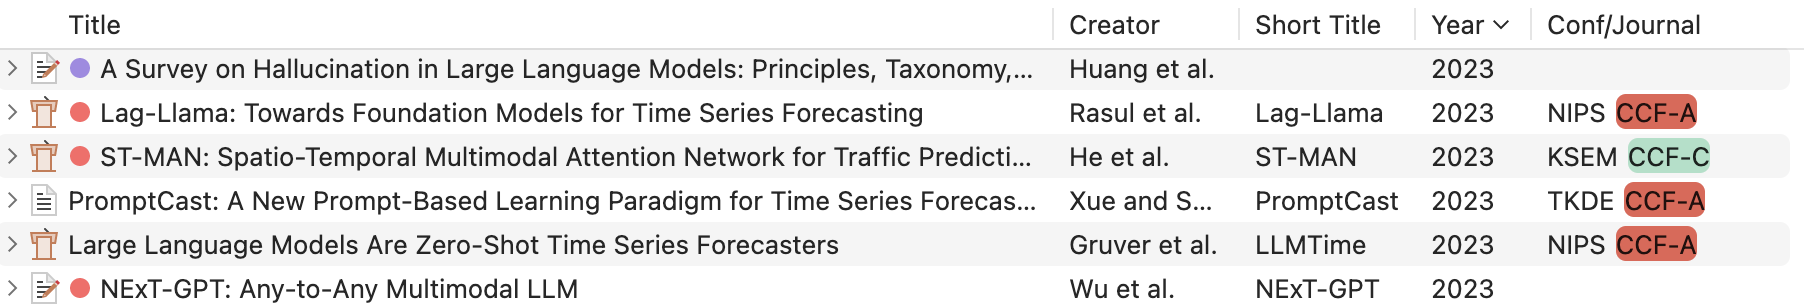 Title Creator Short Title Year Conf/Journal
A Survey on Hallucination in Large Language Models: Principles, Taxonomy,... Huang et al. 2023
Lag-Llama: Towards Foundation Models for Time Series Forecasting Rasul et al. Lag-Llama 2023 NIPS CCF-A
ST-MAN: Spatio-Temporal Multimodal Attention Network for Traffic Predicti... He et al. ST-MAN 2023 KSEM CCF-C
PromptCast: A New Prompt-Based Learning Paradigm for Time Series Forecas... Xue and S... PromptCast 2023 TKDE CCF-A
Large Language Models Are Zero-Shot Time Series Forecasters Gruver et al. LLMTime 2023 NIPS CCF-A
NExT-GPT: Any-to-Any Multimodal LLM Wu et al. NExT-GPT 2023